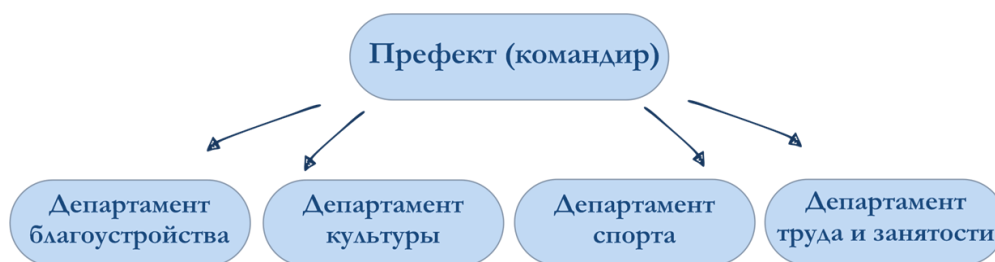 Префект (командир)
Департамент
благоустройства
Департамент
культуры
Департамент
спорта
Департамент
труда и занятости